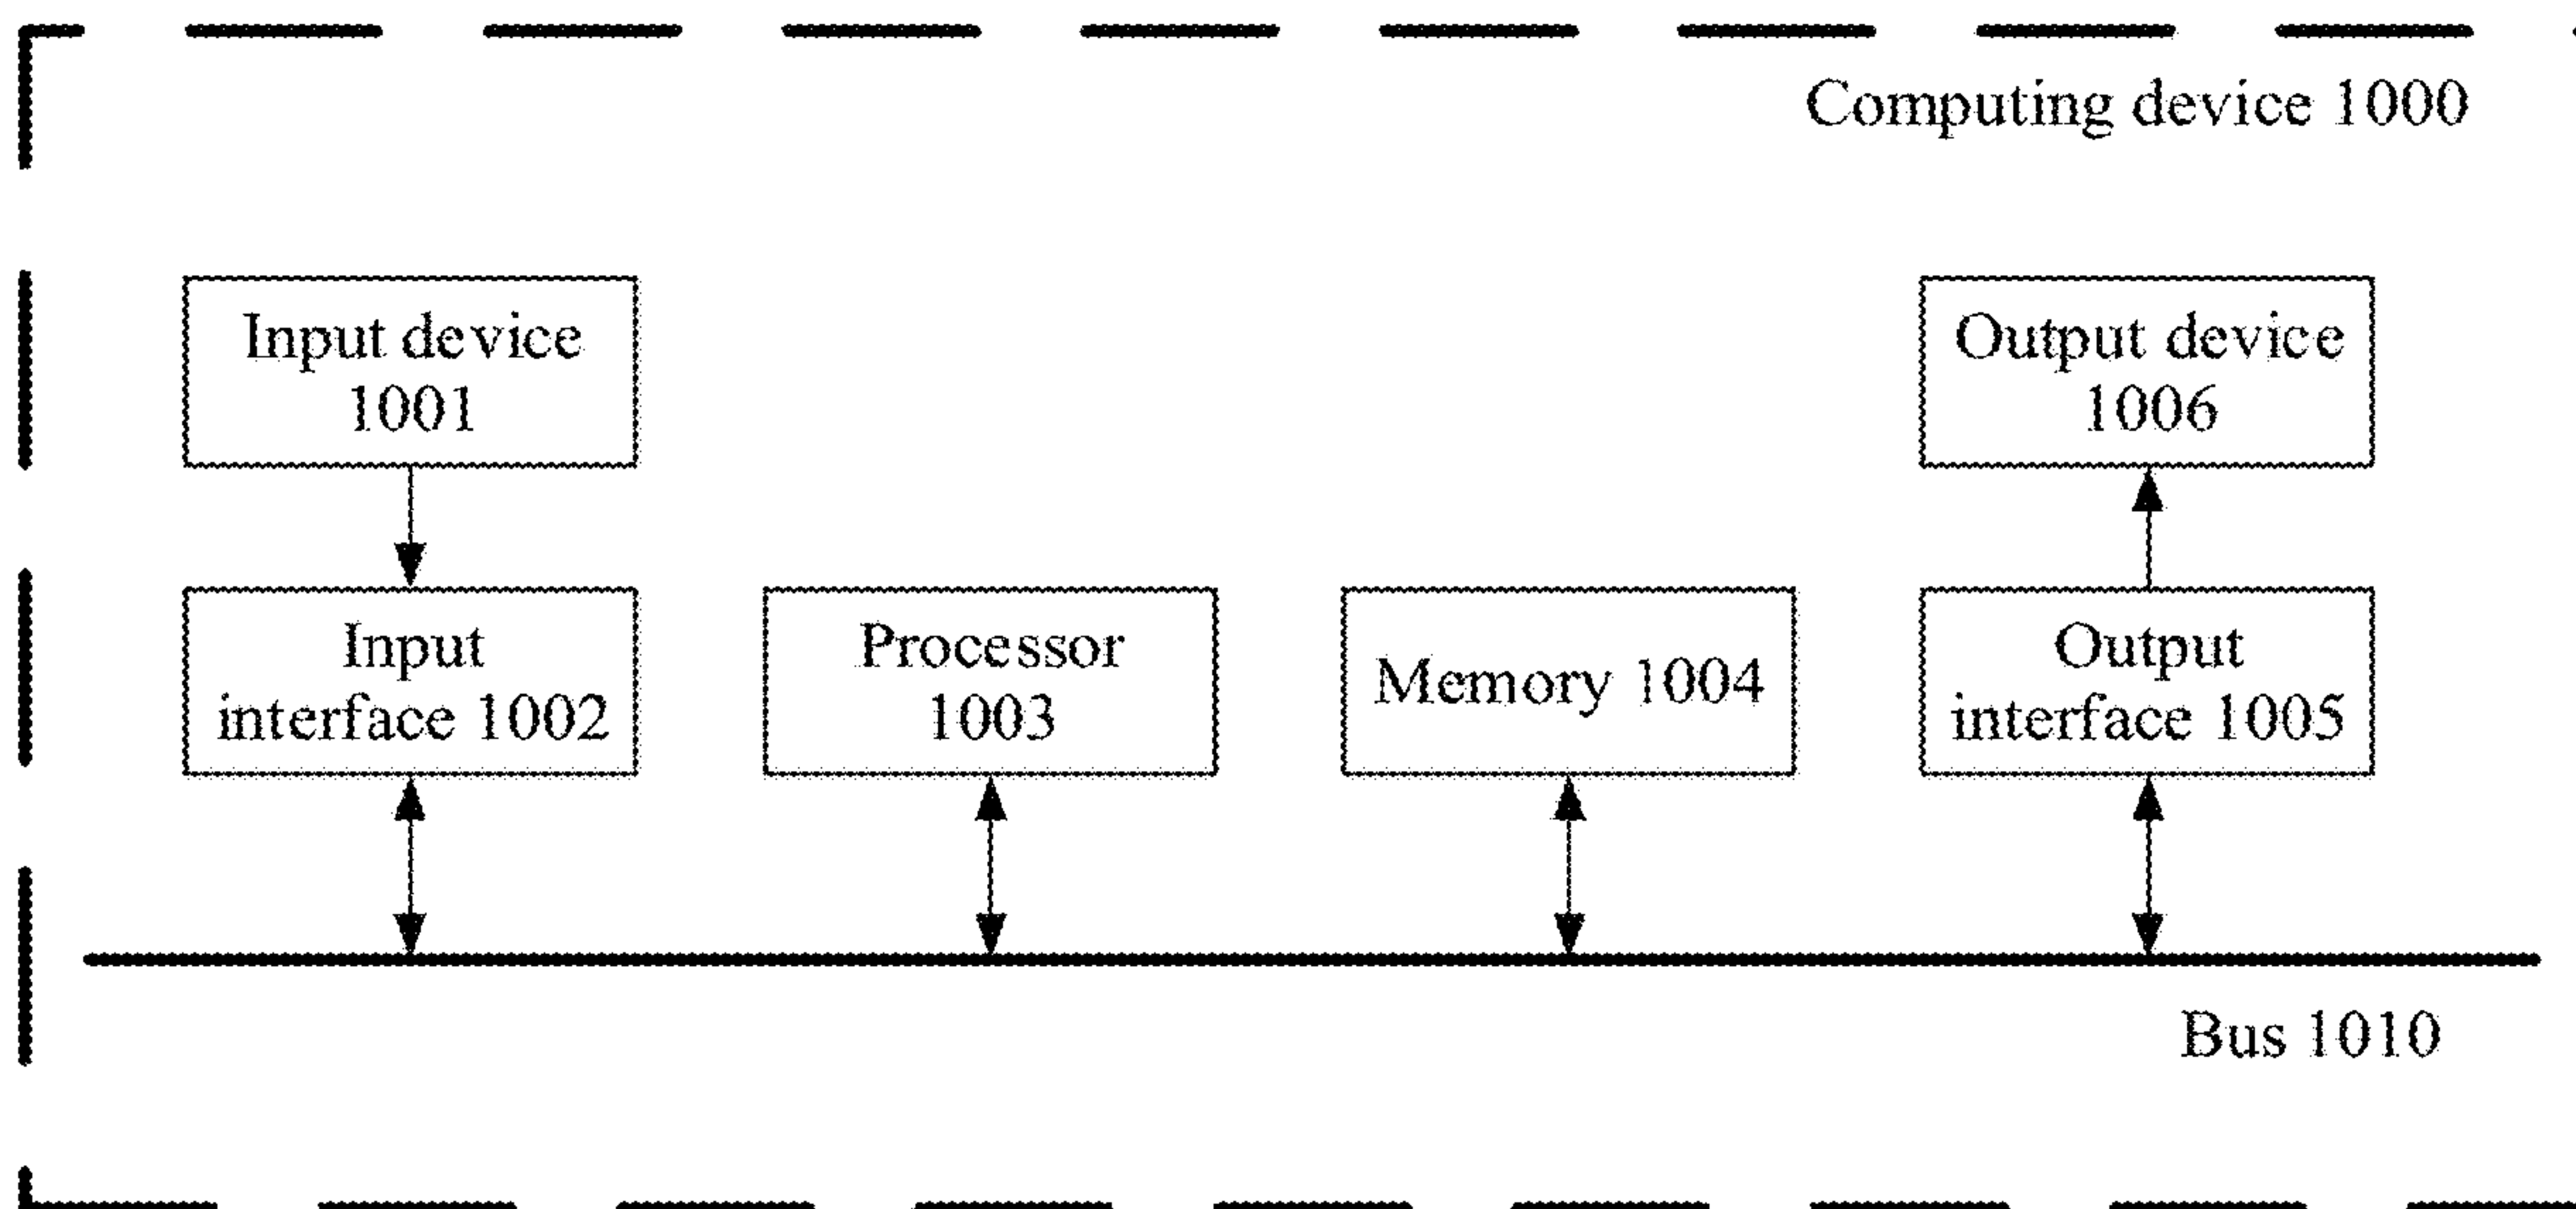 Computing device 1000
Input device
1001
Output device
1006
Input
interface 1002
Processor
1003
Memory 1004
Output
interface 1005
Bus 1010